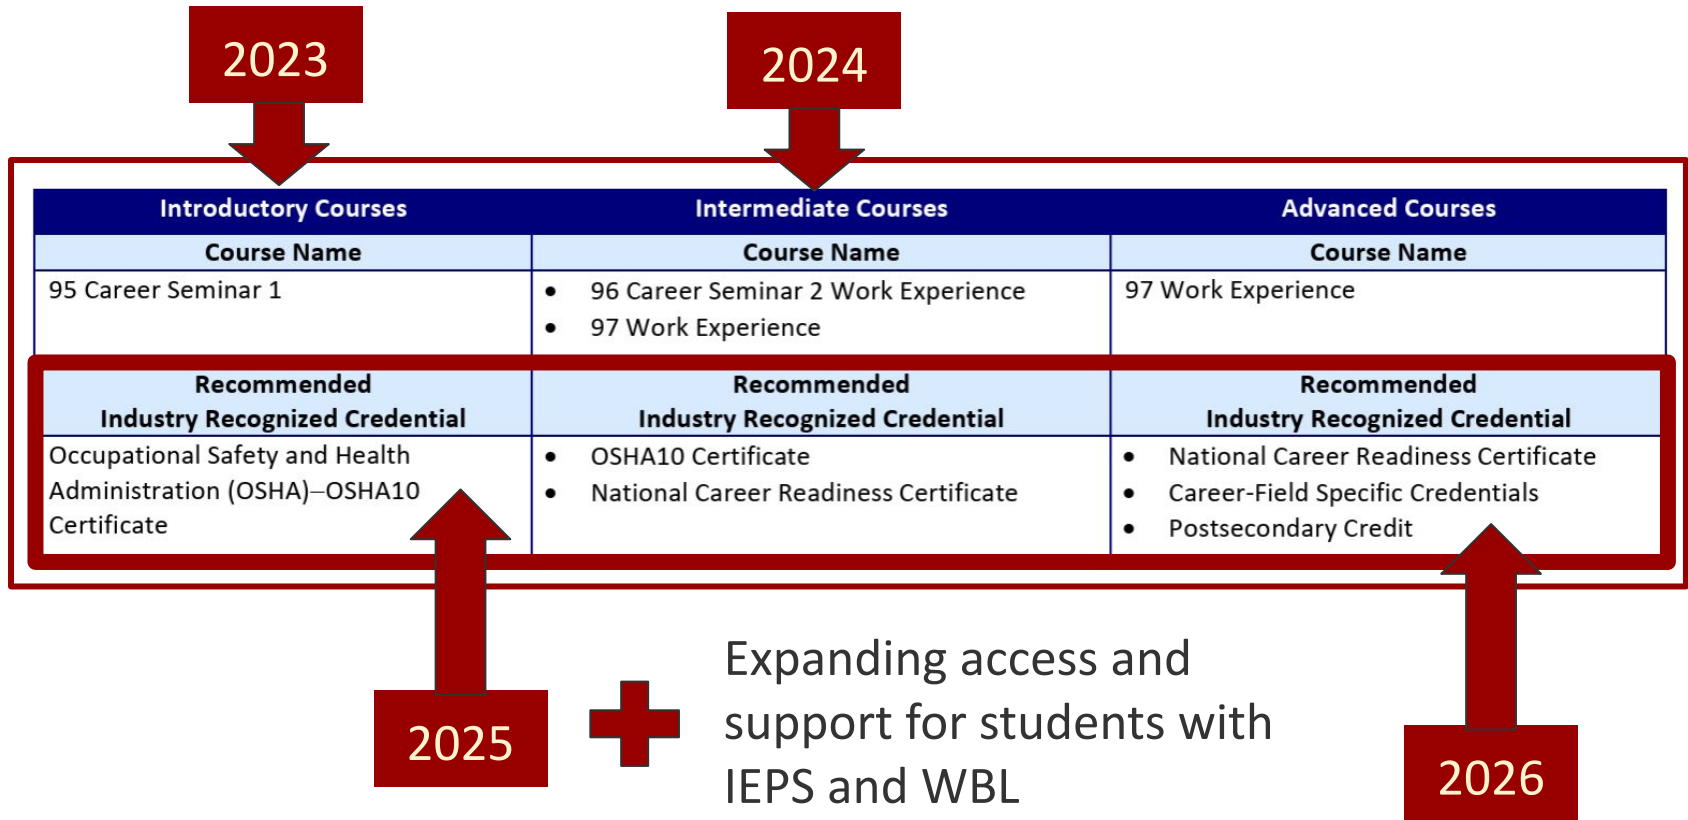 2023
2024
Introductory Courses
Intermediate Courses
Advanced Courses
Course Name
Course Name
Course Name
95 Career Seminar 1
• 96 Career Seminar 2 Work Experience
• 97 Work Experience
97 Work Experience
Recommended
Industry Recognized Credential
Recommended
Industry Recognized Credential
Recommended
Industry Recognized Credential
Occupational Safety and Health
Administration (OSHA)–OSHA10
Certificate
• OSHA10 Certificate
• National Career Readiness Certificate
• National Career Readiness Certificate
• Career-Field Specific Credentials
• Postsecondary Credit
2025
Expanding access and
support for students with
IEPS and WBL
2026